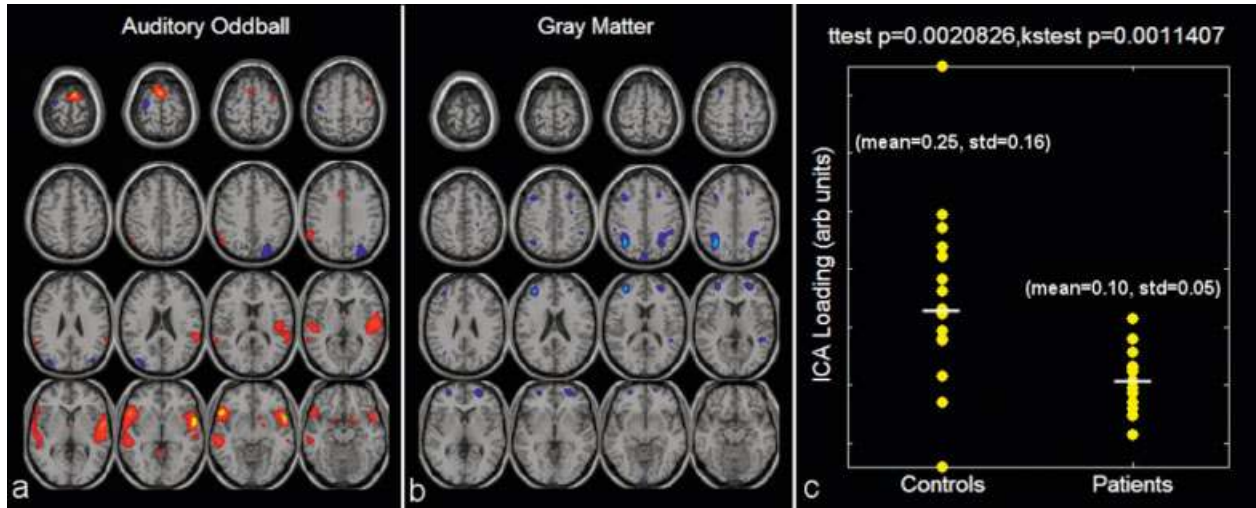 Auditory Oddball
Gray Matter
ttest p=0.0020826,kstest p=0.0011407
(mean=0.25, std=0.16)
(mean=0.10, std=0.05)
ICA Loading (arb units)
Controls
Patients
a
b
c